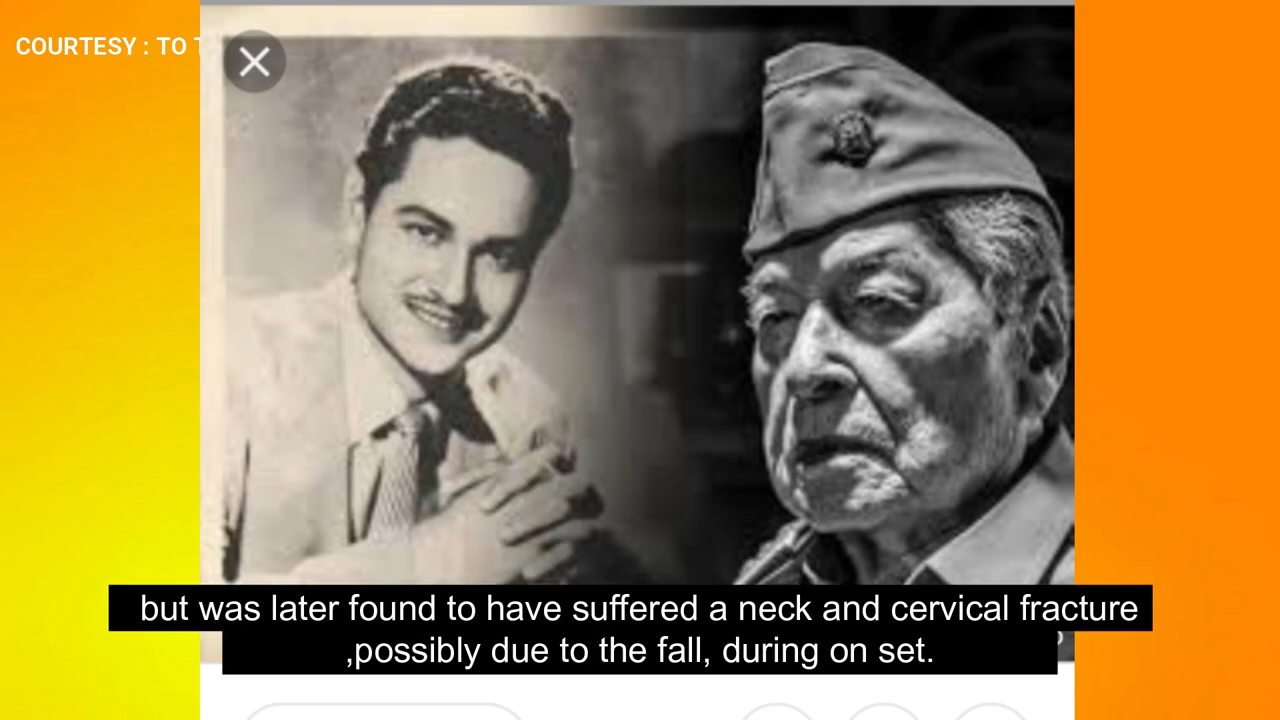 COURTESY : TO
but was later found to have suffered a neck and cervical fracture
,possibly due to the fall, during on set.